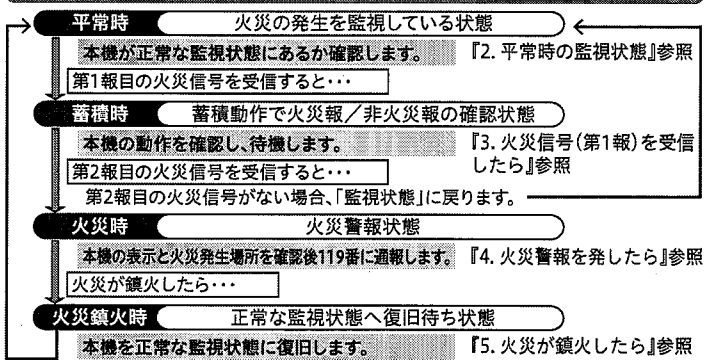 平常時 火災の発生を監視している状態
本機が正常な監視状態にあるか確認します。 『2. 平常時の監視状態』参照
第1報目の火災信号を受信すると・・・
蓄積時 蓄積動作で火災報/非火災報の確認状態
本機の動作を確認し、待機します。 『3. 火災信号(第1報)を受信
したら』参照
第2報目の火災信号を受信すると・・・
第2報目の火災信号がない場合、「監視状態」に戻ります。
火災時 火災警報状態
本機の表示と火災発生場所を確認後119番に通報します。 『4. 火災警報を発したら』参照
火災が鎮火したら・・・
火災鎮火時 正常な監視状態へ復旧待ち状態
本機を正常な監視状態に復旧します。 『5. 火災が鎮火したら』参照